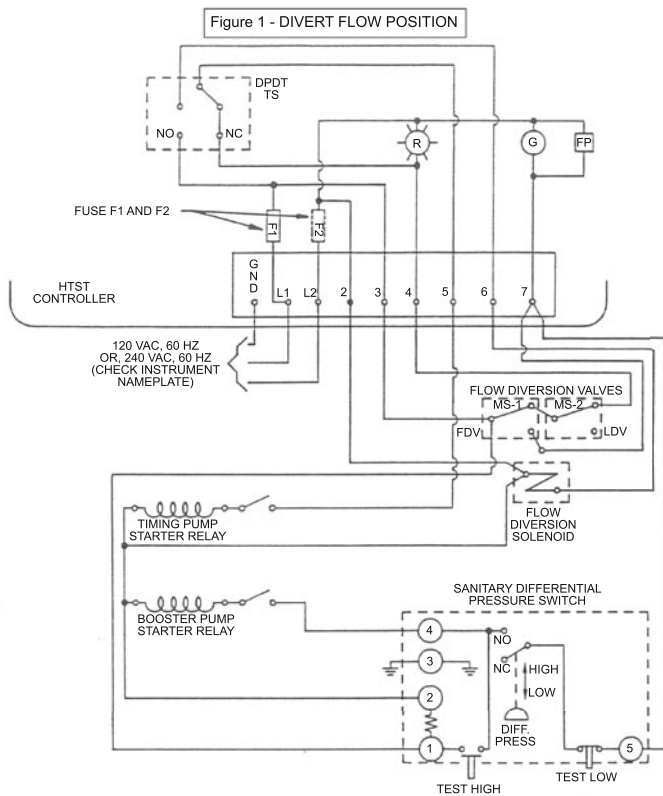 Figure 1 - DIVERT FLOW POSITION
DPDT
TS
NO
NC
R
G
FP
FUSE F1 AND F2
F1
F2
GND
L1
L2
2
3
4
5
6
7
HTST
CONTROLLER
120 VAC, 60 HZ
OR, 240 VAC, 60 HZ
(CHECK INSTRUMENT
NAMEPLATE)
FLOW DIVERSION VALVES
MS-1
MS-2
FDV
LDV
FLOW
DIVERSION
SOLENOID
TIMING PUMP
STARTER RELAY
BOOSTER PUMP
STARTER RELAY
SANITARY DIFFERENTIAL
PRESSURE SWITCH
4
NO
3
NC
HIGH
LOW
2
DIFF.
PRESS
1
5
TEST HIGH
TEST LOW